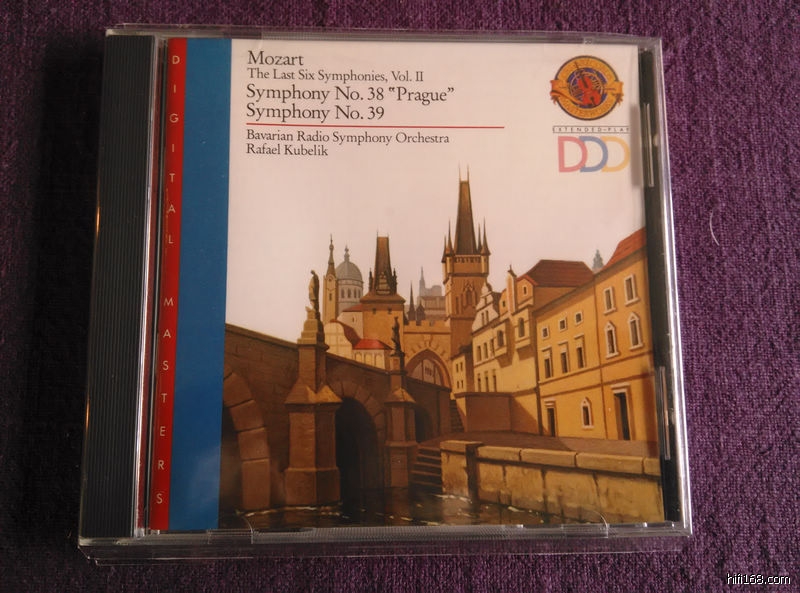 Mozart
The Last Six Symphonies, Vol. II
Symphony No. 38 "Prague"
Symphony No. 39
Bavarian Radio Symphony Orchestra
Rafael Kubelik
EXTENDED-PLAY
DDD
DIGITAL MASTERS
hifi168.com